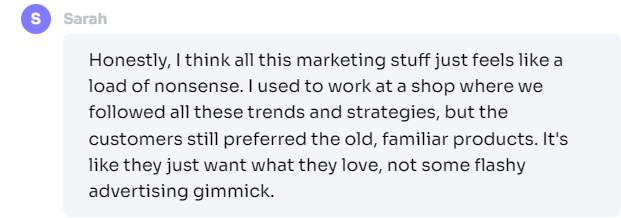 S Sarah
Honestly, I think all this marketing stuff just feels like a
load of nonsense. I used to work at a shop where we
followed all these trends and strategies, but the
customers still preferred the old, familiar products. It's
like they just want what they love, not some flashy
advertising gimmick.